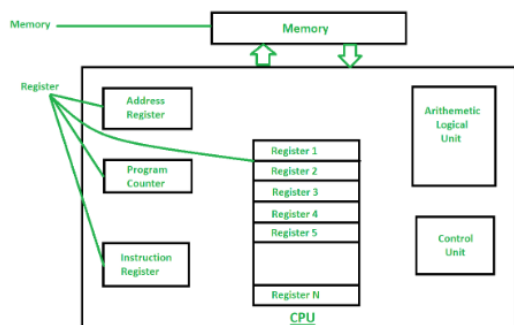 Memory
Memory
Register
Address
Register
Program
Counter
Instruction
Register
Register 1
Register 2
Register 3
Register 4
Register 5
Register N
CPU
Arithemetic
Logical
Unit
Control
Unit